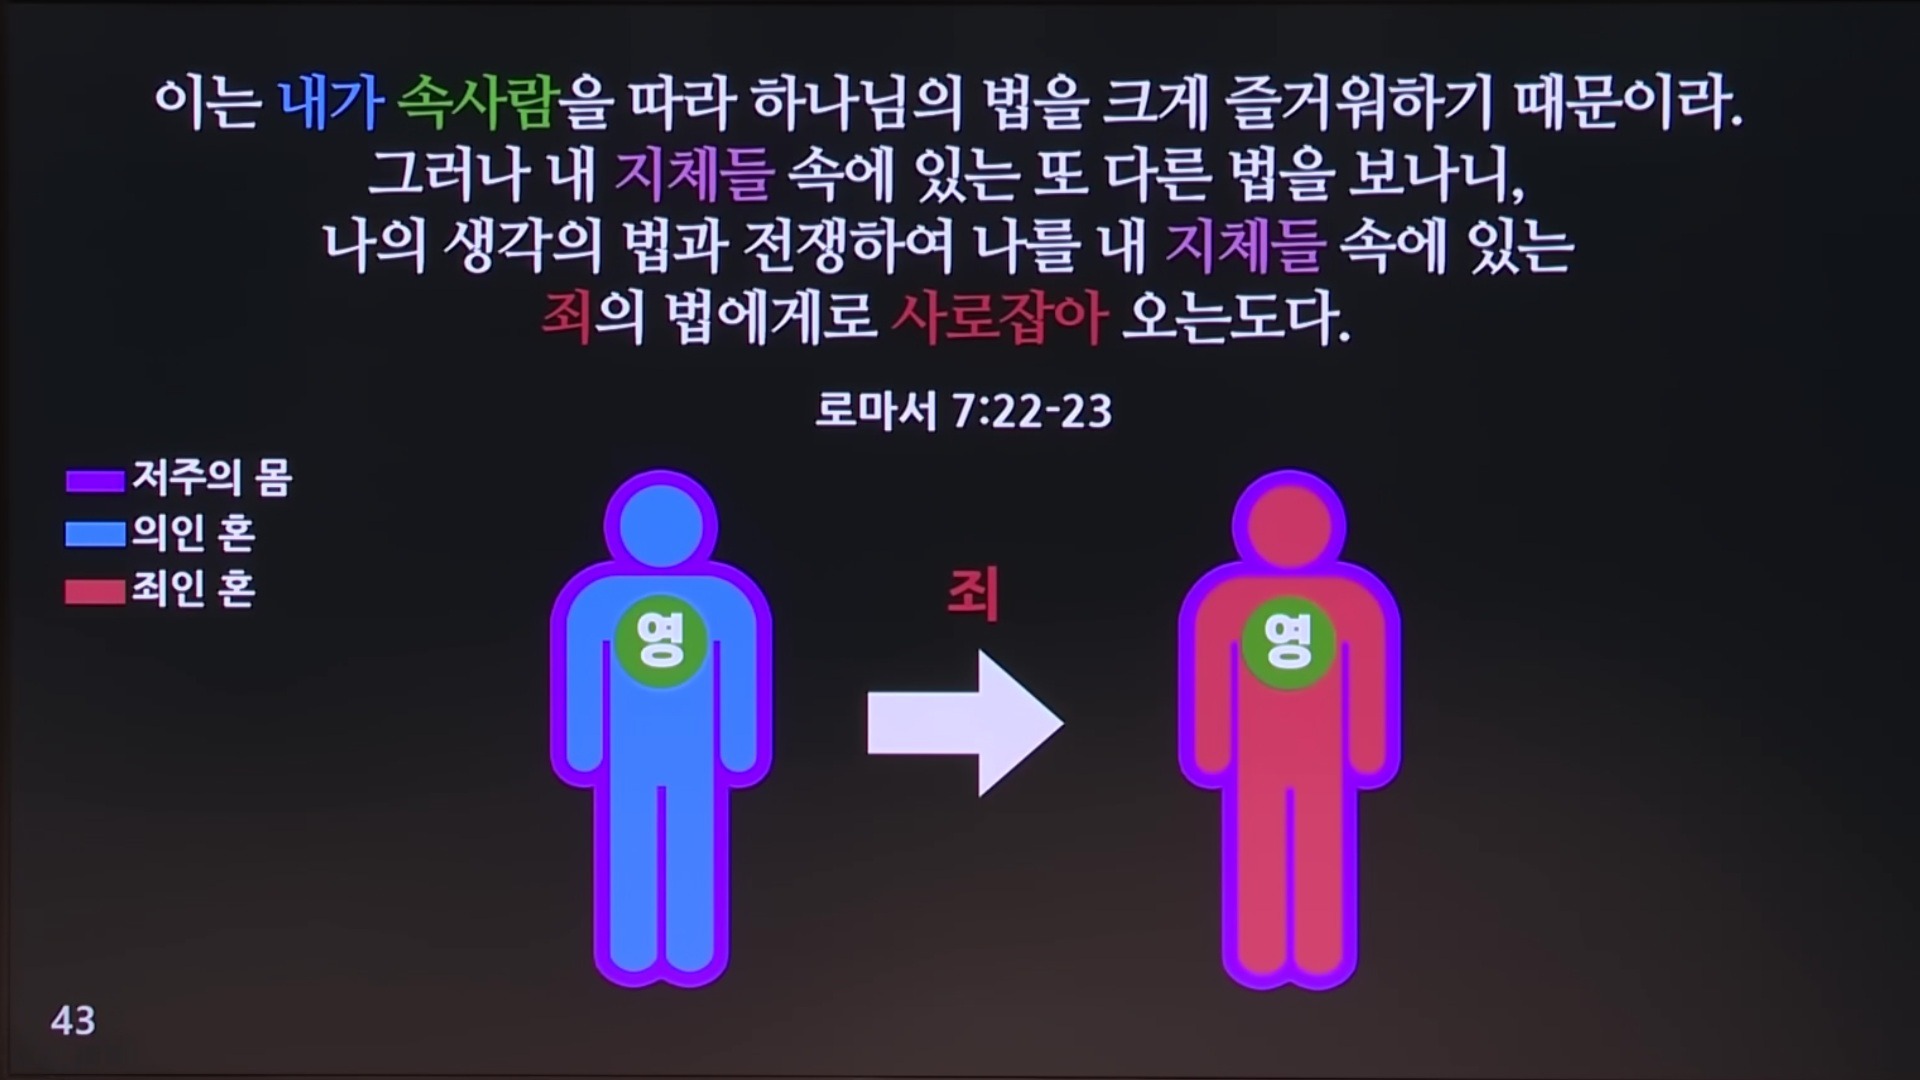 이는 내가 속사람을 따라 하나님의 법을 크게 즐거워하기 때문이라.
그러나 내 지체들 속에 있는 또 다른 법을 보나니,
나의 생각의 법과 전쟁하여 나를 내 지체들 속에 있는
죄의 법에게로 사로잡아 오는도다.
로마서 7:22-23
저주의 몸
의인 혼
죄인 혼
영
죄
영
43